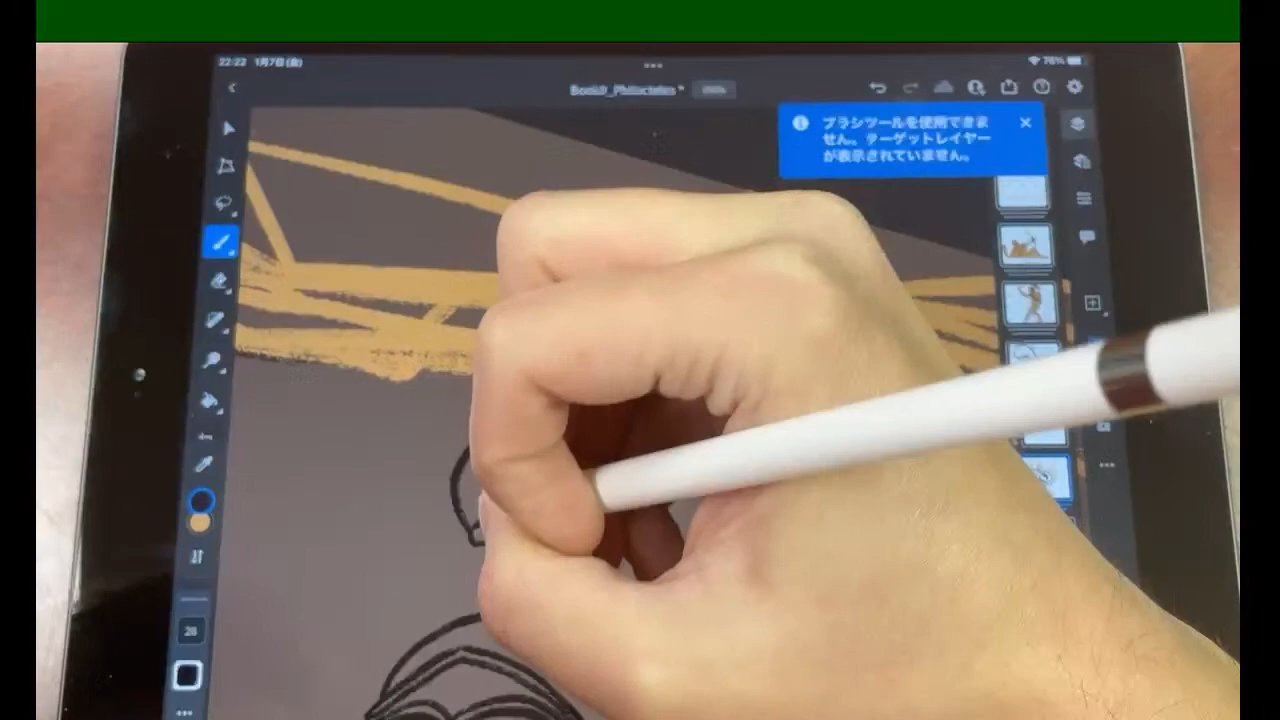 22:22 1月7日(金)
76%
ブラシツールを使用できま
せん。ターゲットレイヤー
が表示されていません。
28